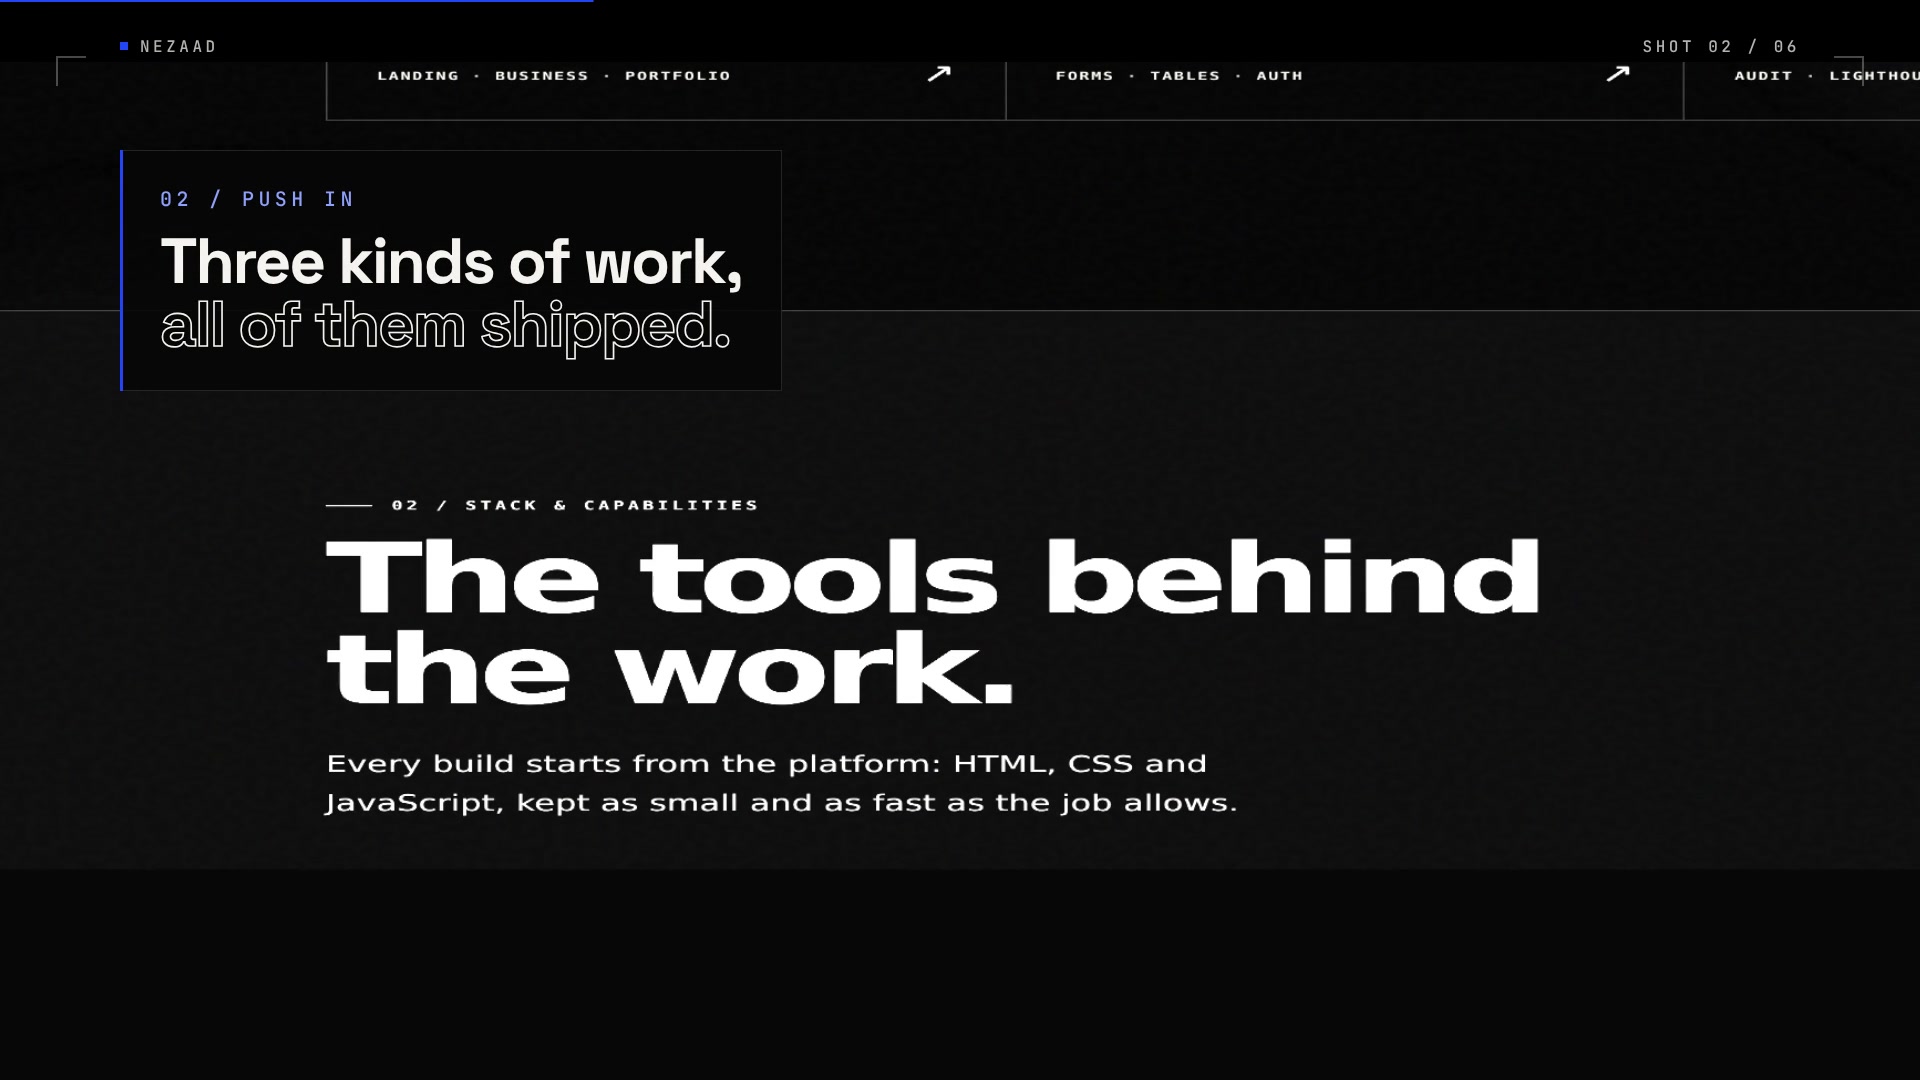 NEZAAD
SHOT 02 / 06
LANDING · BUSINESS · PORTFOLIO
FORMS · TABLES · AUTH
AUDIT · LIGHTHOU
02 / PUSH IN
Three kinds of work,
all of them shipped.
02 / STACK & CAPABILITIES
The tools behind
the work.
Every build starts from the platform: HTML, CSS and
JavaScript, kept as small and as fast as the job allows.